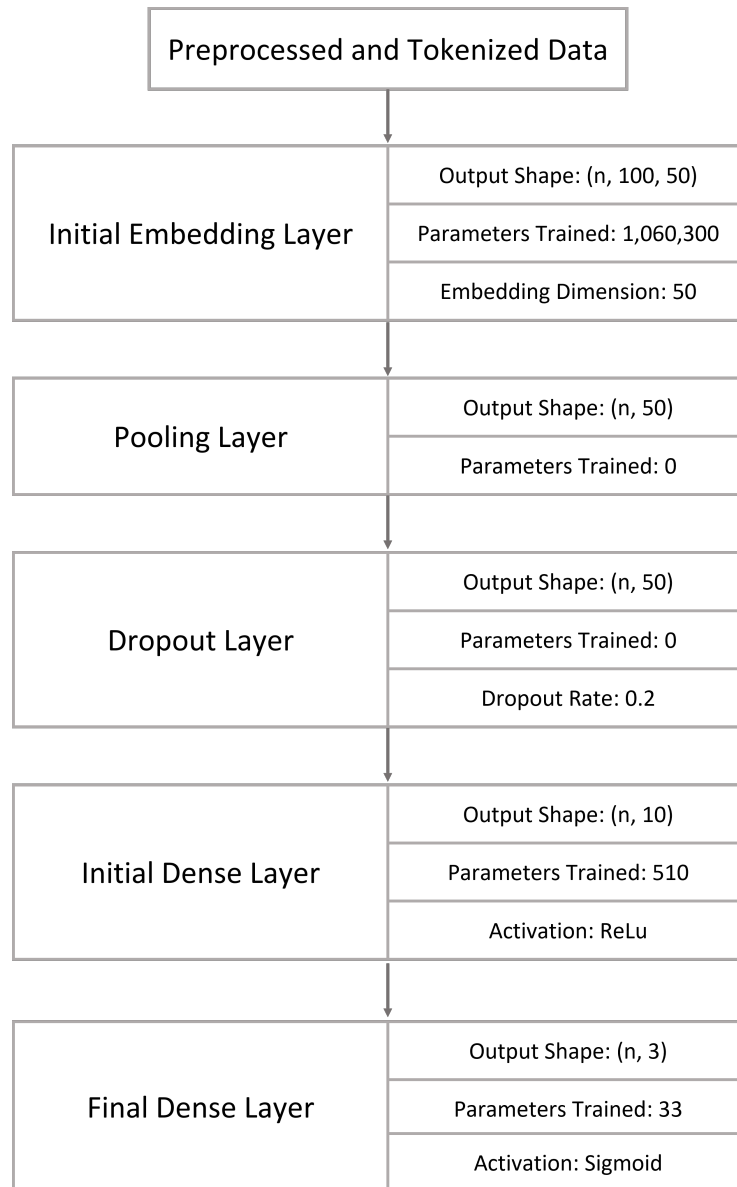 Preprocessed and Tokenized Data
Initial Embedding Layer
Output Shape: (n, 100, 50)
Parameters Trained: 1,060,300
Embedding Dimension: 50
Pooling Layer
Output Shape: (n, 50)
Parameters Trained: 0
Dropout Layer
Output Shape: (n, 50)
Parameters Trained: 0
Dropout Rate: 0.2
Initial Dense Layer
Output Shape: (n, 10)
Parameters Trained: 510
Activation: ReLu
Final Dense Layer
Output Shape: (n, 3)
Parameters Trained: 33
Activation: Sigmoid